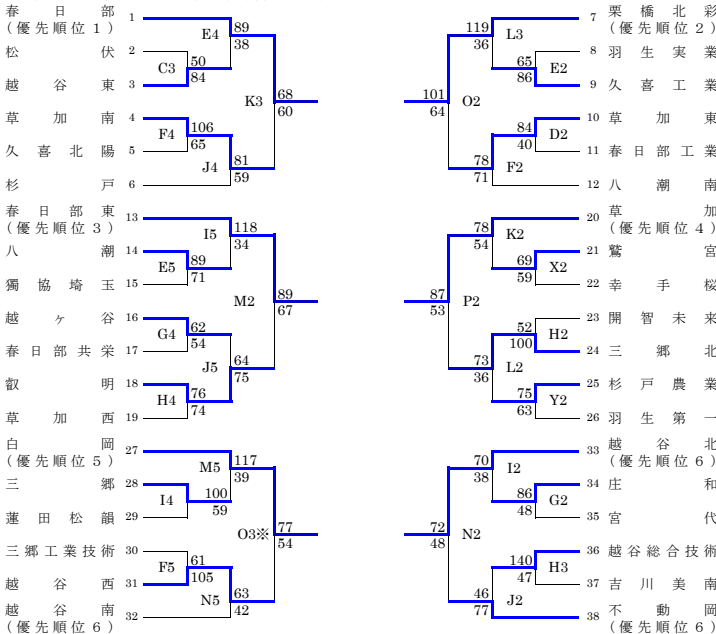 春日部 1
(優先順位1)
松伏 2
越谷東 3
草加南 4
久喜北陽 5
杉戸 6
E4 89 38
C3 50 84
K3 68 60
F4 106 65
J4 81 59
春日部東 13
(優先順位3)
八潮 14
獨協埼玉 15
越ヶ谷 16
春日部共栄 17
叡明 18
草加西 19
I5 118 34
E5 89 71
M2 89 67
G4 62 54
J5 64 75
H4 76 74
白岡 27
(優先順位5)
三郷 28
蓮田松韻 29
三郷工業技術 30
越谷西 31
越谷南 32
(優先順位6)
M5 117 39
I4 100 59
O3※ 77 54
F5 61 105
N5 63 42
7 栗橋北彩
(優先順位2)
8 羽生実業
9 久喜工業
10 草加東
11 春日部工業
12 八潮南
119 36 L3
65 86 E2
101 64 O2
84 40 D2
78 71 F2
20 草加
(優先順位4)
21 鷲宮
22 幸手桜
23 開智未来
24 三郷北
25 杉戸農業
26 羽生第一
78 54 K2
69 59 X2
87 53 P2
52 100 H2
73 36 L2
75 63 Y2
33 越谷北
(優先順位6)
34 庄和
35 宮代
36 越谷総合技術
37 吉川美南
38 不動岡
(優先順位6)
70 38 I2
86 48 G2
72 48 N2
140 47 H3
46 77 J2